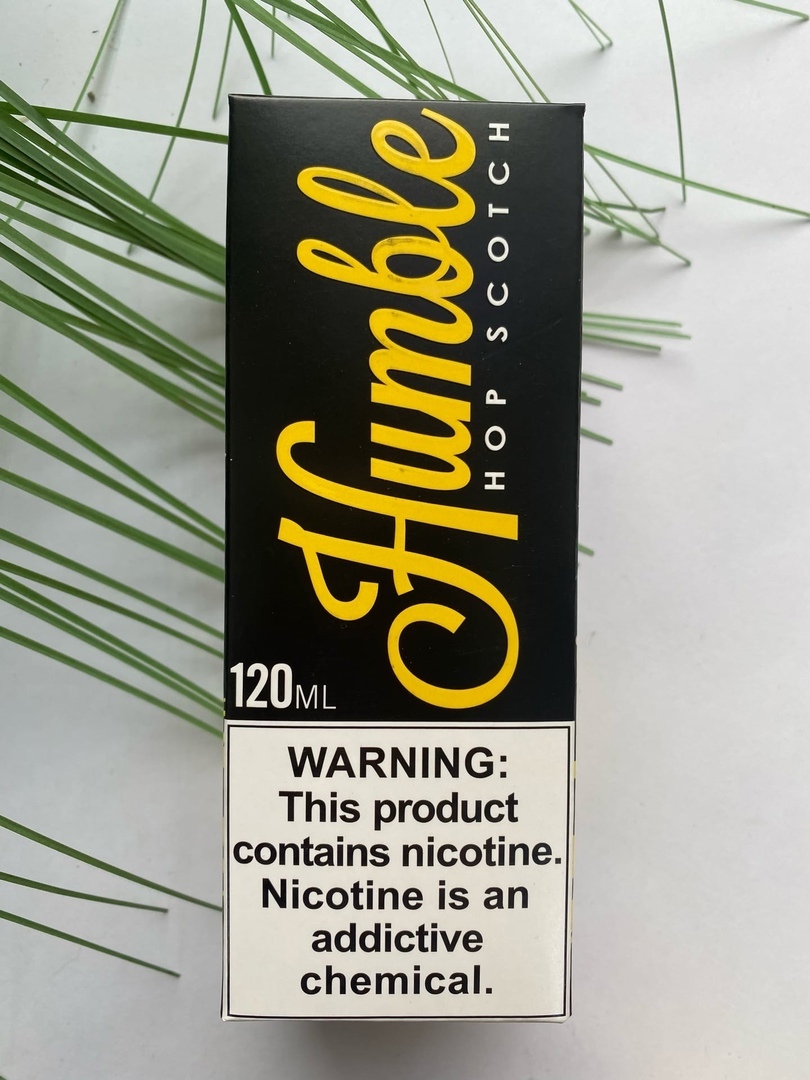 Humble
HOP SCOTCH
120ML
WARNING:
This product
contains nicotine.
Nicotine is an
addictive
chemical.